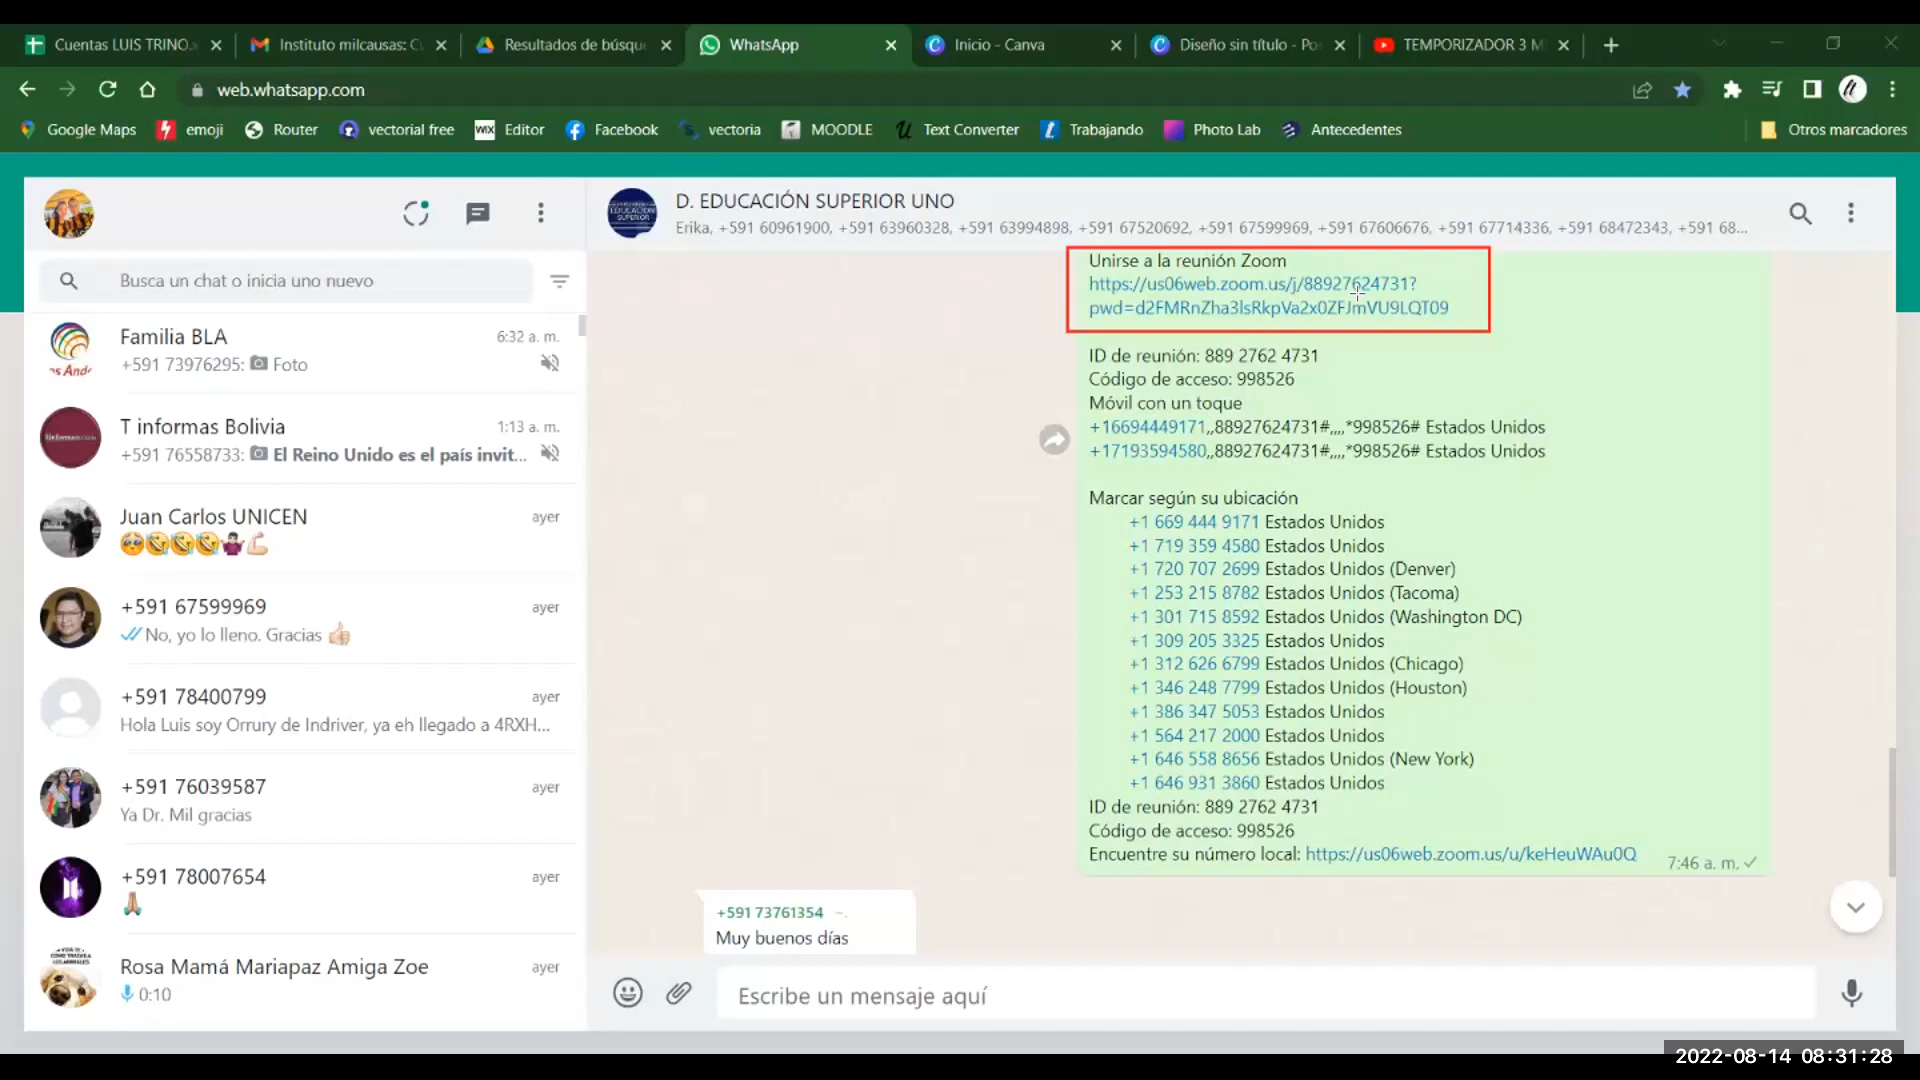 Cuentas LUIS TRINO.
Instituto milcausas: C
Resultados de búsqu
WhatsApp
Inicio - Canva
Diseño sin título - Po
TEMPORIZADOR 3 M
web.whatsapp.com
Google Maps
emoji
Router
vectorial free
WIX Editor
Facebook
vectoria
MOODLE
Text Converter
Trabajando
Photo Lab
Antecedentes
Otros marcadores
D. EDUCACIÓN SUPERIOR UNO
Erika, +591 60961900, +591 63960328, +591 63994898, +591 67520692, +591 67599969, +591 67606676, +591 67714336, +591 68472343, +591 68...
Busca un chat o inicia uno nuevo
Familia BLA
6:32 a. m.
+591 73976295: Foto
T informas Bolivia
1:13 a. m.
+591 76558733: El Reino Unido es el país invit...
Juan Carlos UNICEN
ayer
+591 67599969
ayer
No, yo lo lleno. Gracias
+591 78400799
ayer
Hola Luis soy Orrury de Indriver, ya eh llegado a 4RXH...
+591 76039587
ayer
Ya Dr. Mil gracias
+591 78007654
ayer
Rosa Mamá Mariapaz Amiga Zoe
ayer
0:10
Unirse a la reunión Zoom
https://us06web.zoom.us/j/88927624731?
pwd=d2FMRnZha3lsRkpVa2x0ZFJmVU9LQT09
ID de reunión: 889 2762 4731
Código de acceso: 998526
Móvil con un toque
+16694449171,,88927624731#,,,,*998526# Estados Unidos
+17193594580,,88927624731#,,,,*998526# Estados Unidos
Marcar según su ubicación
+1 669 444 9171 Estados Unidos
+1 719 359 4580 Estados Unidos
+1 720 707 2699 Estados Unidos (Denver)
+1 253 215 8782 Estados Unidos (Tacoma)
+1 301 715 8592 Estados Unidos (Washington DC)
+1 309 205 3325 Estados Unidos
+1 312 626 6799 Estados Unidos (Chicago)
+1 346 248 7799 Estados Unidos (Houston)
+1 386 347 5053 Estados Unidos
+1 564 217 2000 Estados Unidos
+1 646 558 8656 Estados Unidos (New York)
+1 646 931 3860 Estados Unidos
ID de reunión: 889 2762 4731
Código de acceso: 998526
Encuentre su número local: https://us06web.zoom.us/u/keHeuWAu0Q
7:46 a. m.
+591 73761354 ~.
Muy buenos días
Escribe un mensaje aquí
2022-08-14 08:31:28